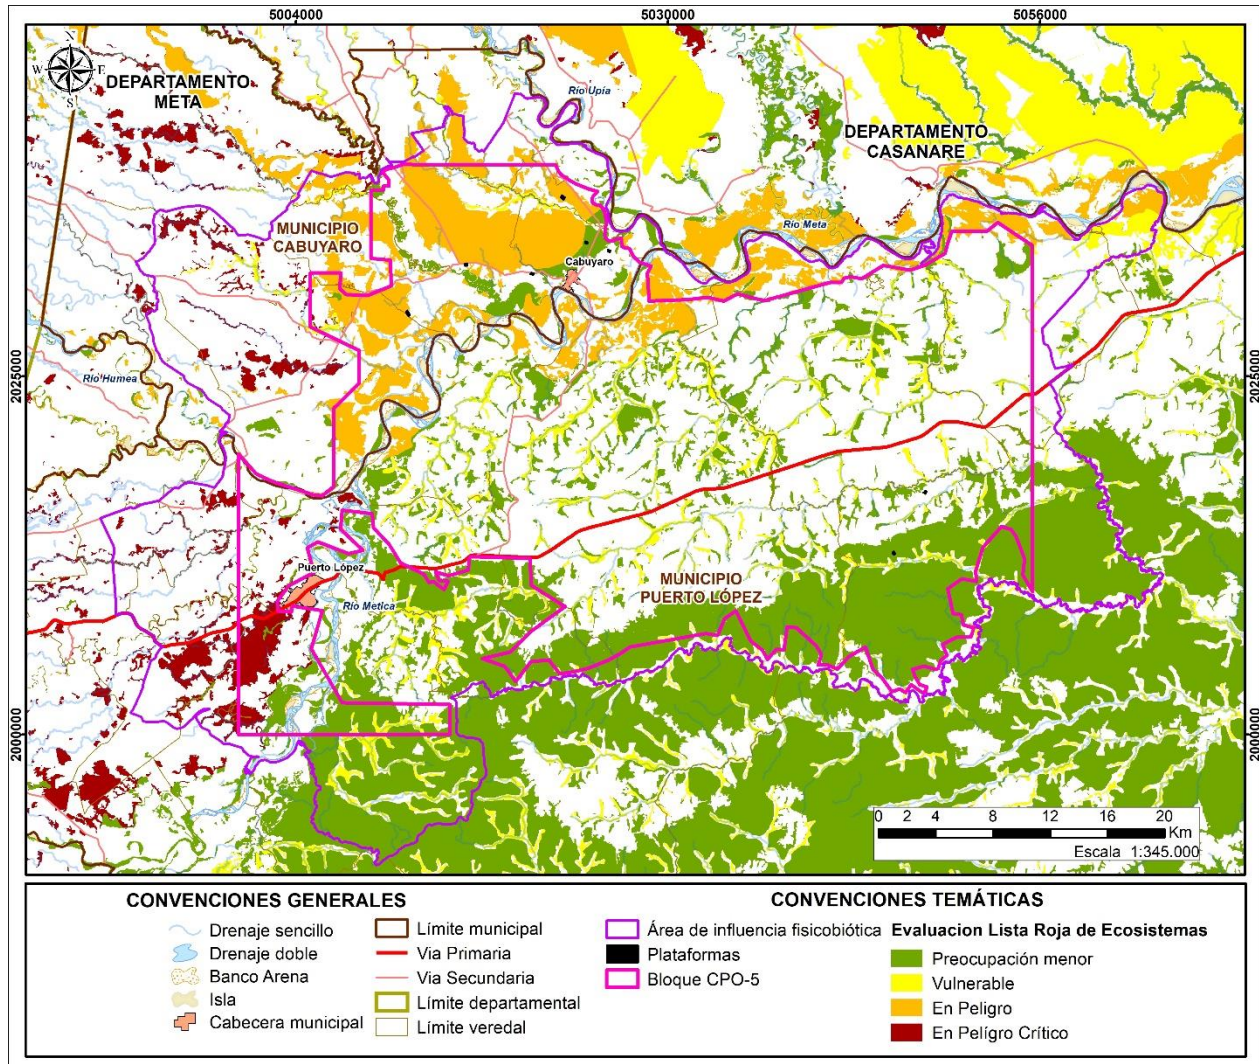 5004000
5030000
5056000
N
W
E
S
DEPARTAMENTO
META
Río Upía
DEPARTAMENTO
CASANARE
MUNICIPIO
CABUYARO
Río Meta
Cabuyaro
2025000
2025000
Río Humea
Puerto López
MUNICIPIO
PUERTO LÓPEZ
Río Metica
2000000
2000000
0 2 4 8 12 16 20
Km
Escala 1:345.000
CONVENCIONES GENERALES
Drenaje sencillo
Drenaje doble
Banco Arena
Isla
Cabecera municipal
Límite municipal
Via Primaria
Via Secundaria
Límite departamental
Límite veredal
CONVENCIONES TEMÁTICAS
Área de influencia fisicobiótica
Plataformas
Bloque CPO-5
Evaluacion Lista Roja de Ecosistemas
Preocupación menor
Vulnerable
En Peligro
En Pelígro Crítico